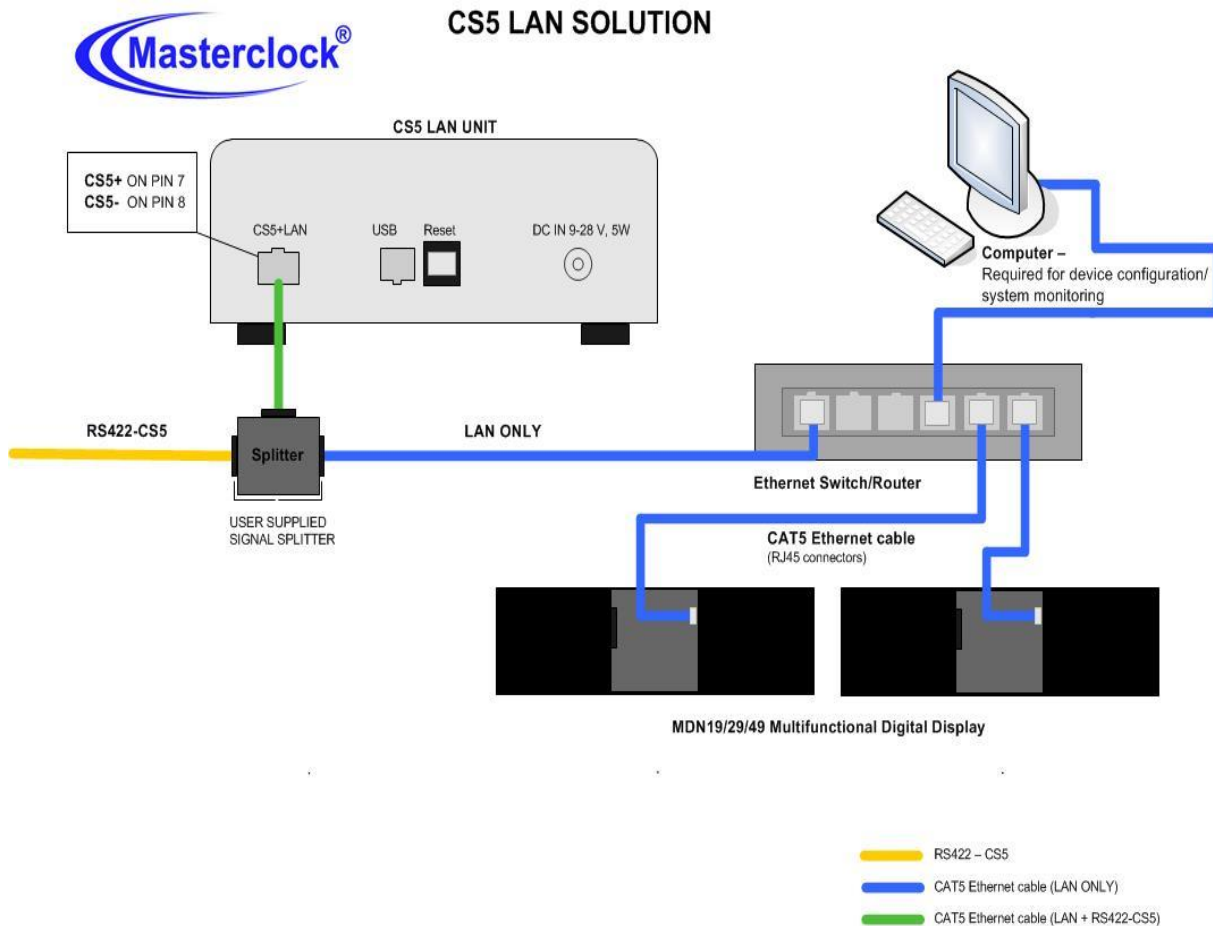 CS5 LAN SOLUTION
Masterclock®
CS5 LAN UNIT
CS5+ ON PIN 7
CS5- ON PIN 8
CS5+LAN
USB
Reset
DC IN 9-28 V, 5W
Computer –
Required for device configuration/
system monitoring
RS422-CS5
Splitter
LAN ONLY
USER SUPPLIED
SIGNAL SPLITTER
Ethernet Switch/Router
CAT5 Ethernet cable
(RJ45 connectors)
MDN19/29/49 Multifunctional Digital Display
RS422 – CS5
CAT5 Ethernet cable (LAN ONLY)
CAT5 Ethernet cable (LAN + RS422-CS5)